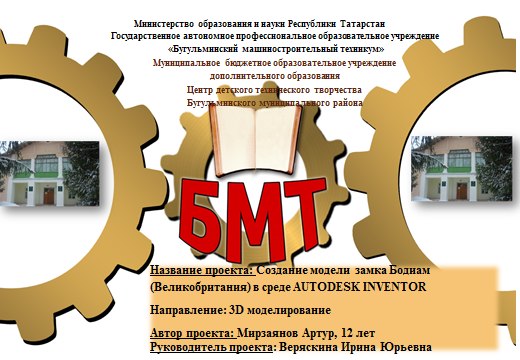 Министерство образования и науки Республики Татарстан
Государственное автономное профессиональное образовательное учреждение
«Бугульминский машиностроительный техникум»
Муниципальное бюджетное образовательное учреждение
дополнительного образования
Центр детского технического творчества
Бугульминского муниципального района
БМТ
Название проекта: Создание модели замка Бодиам
(Великобритания) в среде AUTODESK INVENTOR
Направление: 3D моделирование
Автор проекта: Мирзаянов Артур, 12 лет
Руководитель проекта: Веряскина Ирина Юрьевна